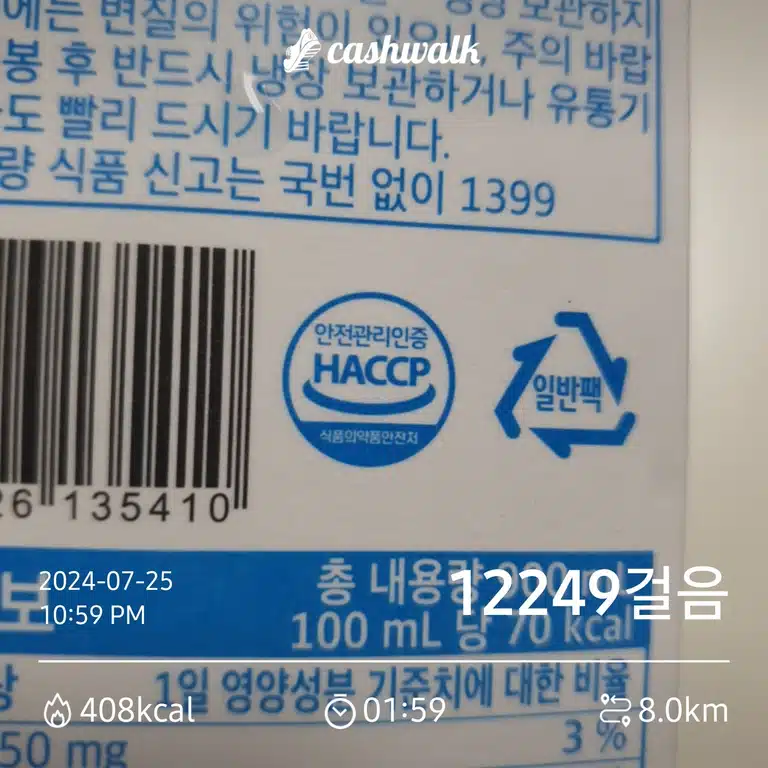 cashwalk
에는 변질의 위험이 있으니, 주의 바랍
봉 후 반드시 냉장 보관하거나 유통기
도 빨리 드시기 바랍니다.
량 식품 신고는 국번 없이 1399
안전관리인증
HACCP
식품의약품안전처
일반팩
26 135410
2024-07-25
10:59 PM
12249걸음
보
총 내용량
100 mL 당 70 kcal
1일 영양성분 기준치에 대한 비율
408kcal
01:59
8.0km
50 mg
3 %